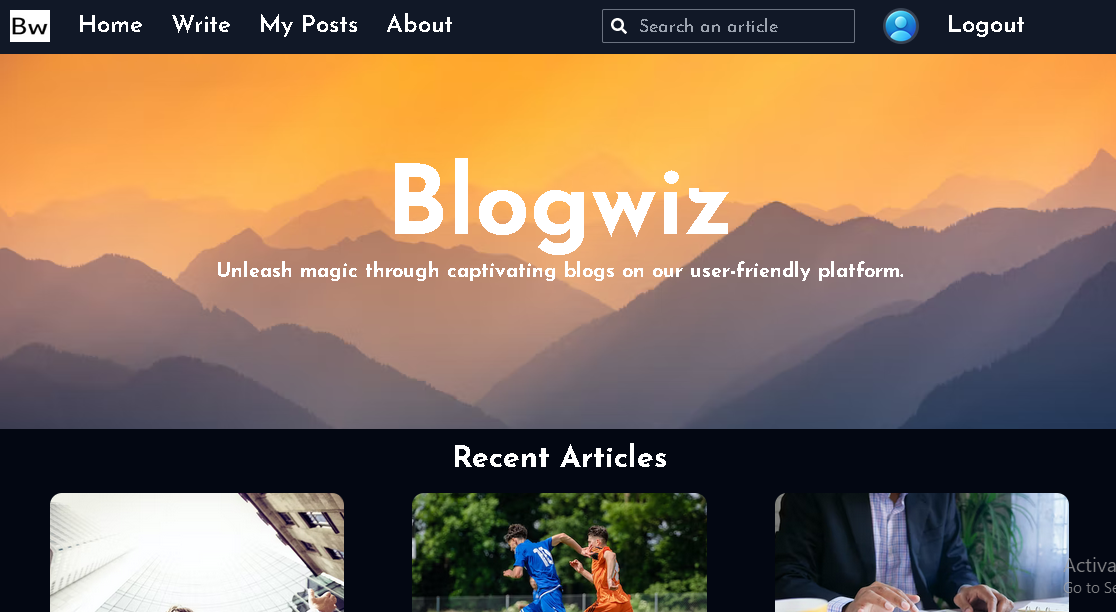 Bw Home Write My Posts About Search an article Logout
Blogwiz
Unleash magic through captivating blogs on our user-friendly platform.
Recent Articles
10
Activa
Go to Se